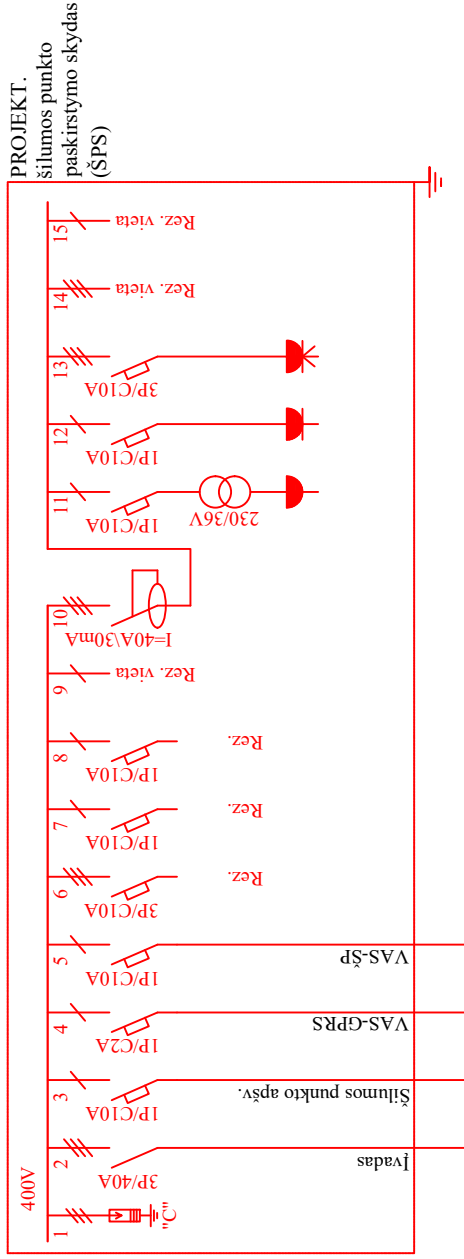 PROJEKT.
šilumos punkto
paskirstymo skydas
(ŠPS)
400V
1
"C"
2
3P/40A
Įvadas
3
1P/C10A
Šilumos punkto apšv.
4
1P/C2A
VAS-GPRS
5
1P/C10A
VAS-ŠP
6
3P/C10A
Rez.
7
1P/C10A
Rez.
8
1P/C10A
Rez.
9
Rez. vieta
10
I=40A\30mA
11
1P/C10A
230/36V
12
1P/C10A
13
3P/C10A
14
Rez. vieta
15
Rez. vieta